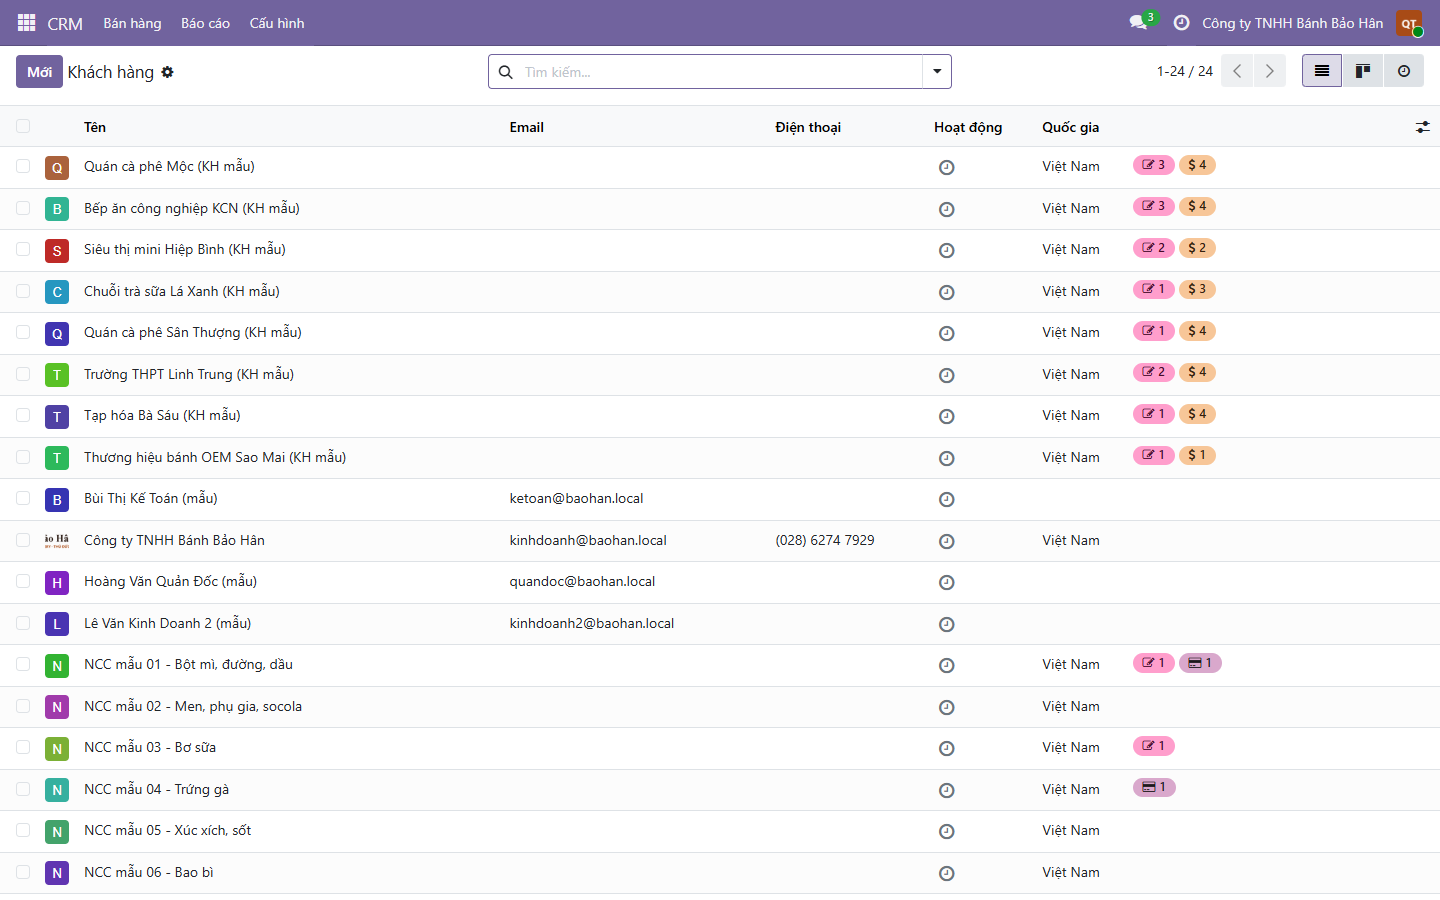 CRM Bán hàng Báo cáo Cấu hình 3 Công ty TNHH Bánh Bảo Hân QT
Mới Khách hàng Tìm kiếm... 1-24 / 24
Tên Email Điện thoại Hoạt động Quốc gia
Q Quán cà phê Mộc (KH mẫu) Việt Nam 3 $ 4
B Bếp ăn công nghiệp KCN (KH mẫu) Việt Nam 3 $ 4
S Siêu thị mini Hiệp Bình (KH mẫu) Việt Nam 2 $ 2
C Chuỗi trà sữa Lá Xanh (KH mẫu) Việt Nam 1 $ 3
Q Quán cà phê Sân Thượng (KH mẫu) Việt Nam 1 $ 4
T Trường THPT Linh Trung (KH mẫu) Việt Nam 2 $ 4
T Tạp hóa Bà Sáu (KH mẫu) Việt Nam 1 $ 4
T Thương hiệu bánh OEM Sao Mai (KH mẫu) Việt Nam 1 $ 1
B Bùi Thị Kế Toán (mẫu) ketoan@baohan.local
Công ty TNHH Bánh Bảo Hân kinhdoanh@baohan.local (028) 6274 7929 Việt Nam
H Hoàng Văn Quản Đốc (mẫu) quandoc@baohan.local
L Lê Văn Kinh Doanh 2 (mẫu) kinhdoanh2@baohan.local
N NCC mẫu 01 - Bột mì, đường, dầu Việt Nam 1 1
N NCC mẫu 02 - Men, phụ gia, socola Việt Nam
N NCC mẫu 03 - Bơ sữa Việt Nam 1
N NCC mẫu 04 - Trứng gà Việt Nam 1
N NCC mẫu 05 - Xúc xích, sốt Việt Nam
N NCC mẫu 06 - Bao bì Việt Nam